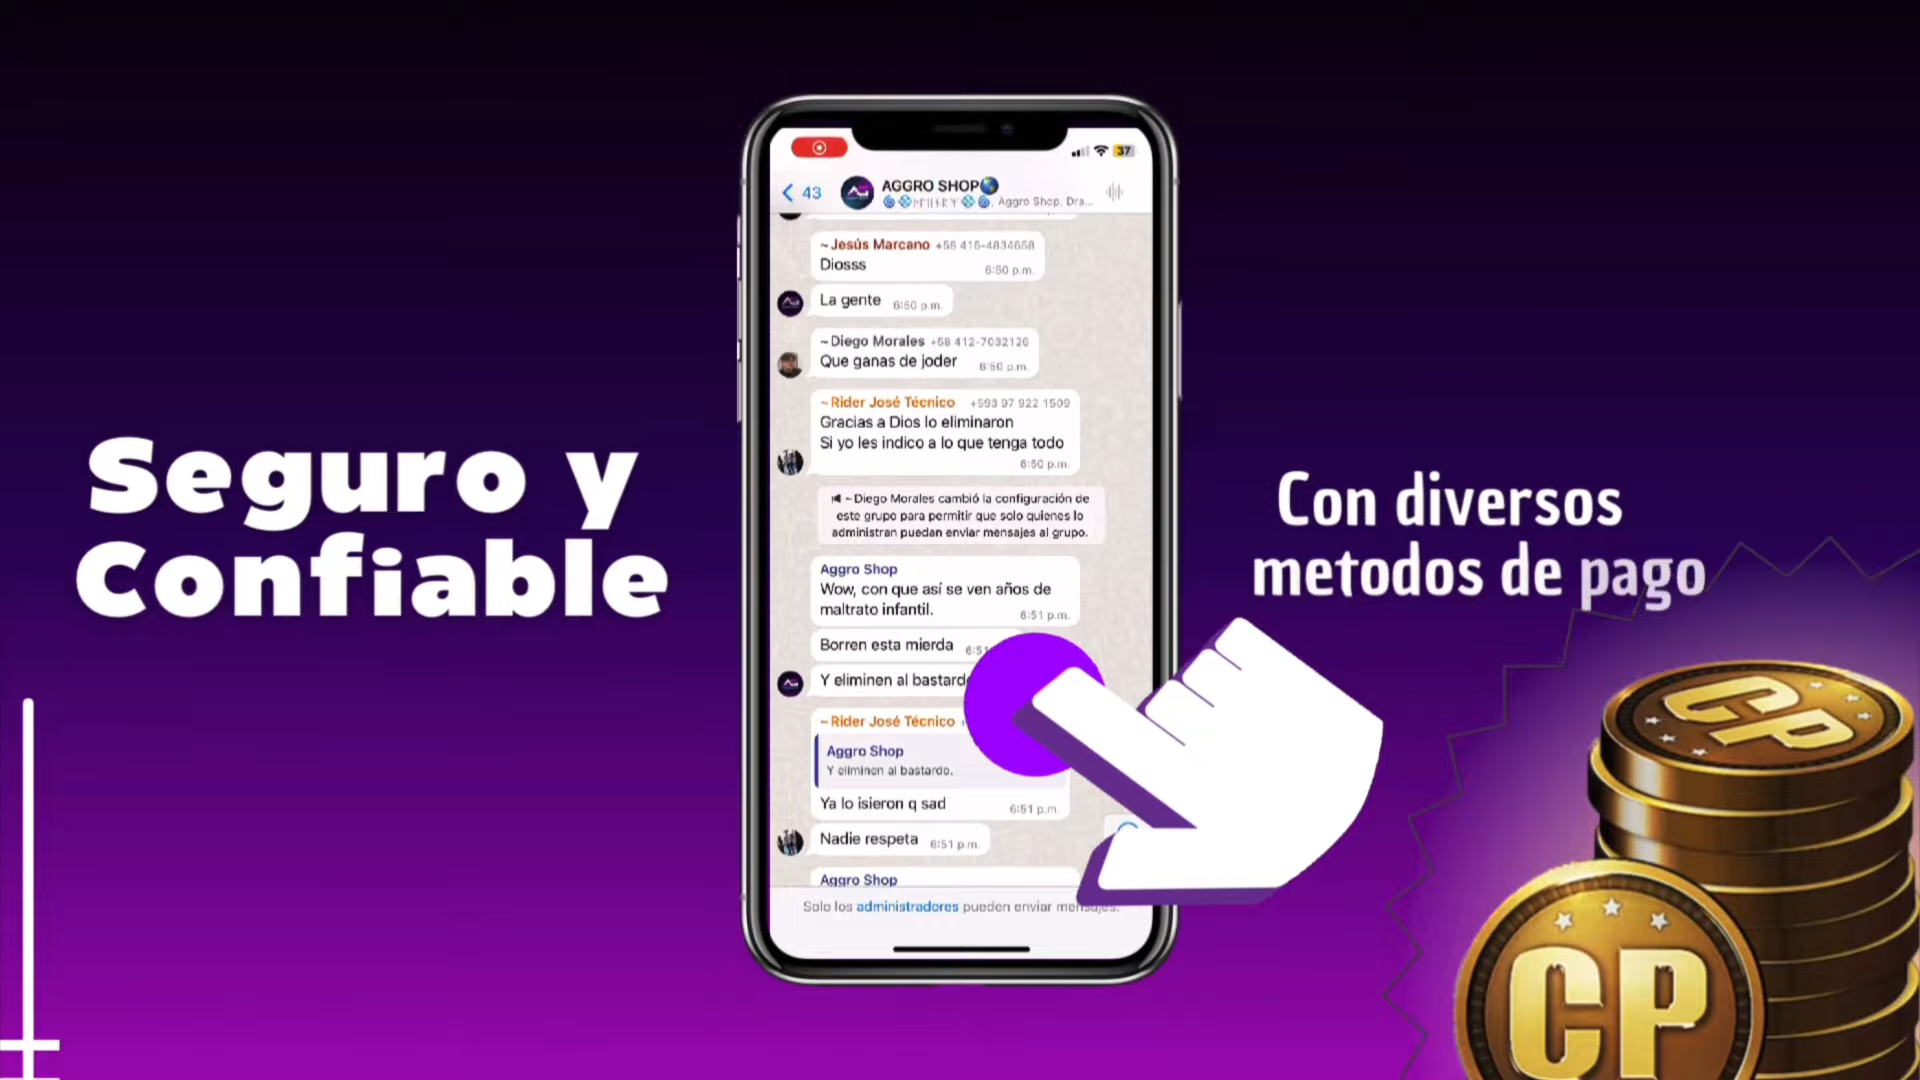 Seguro y
Confiable
37
43
AGGRO SHOP
Aggro Shop, Dra...
~Jesús Marcano +58 416-4834658
Diosss
6:50 p.m.
La gente 6:50 p.m.
~Diego Morales +58 412-7032126
Que ganas de joder 6:50 p.m.
~Rider José Técnico +593 97 922 1509
Gracias a Dios lo eliminaron
Si yo les indico a lo que tenga todo
6:50 p.m.
~Diego Morales cambió la configuración de
este grupo para permitir que solo quienes lo
administran puedan enviar mensajes al grupo.
Aggro Shop
Wow, con que así se ven años de
maltrato infantil. 6:51 p.m.
Borren esta mierda 6:51
Y eliminen al bastardo
~Rider José Técnico
Aggro Shop
Y eliminen al bastardo.
Ya lo isieron q sad 6:51 p.m.
Nadie respeta 6:51 p.m.
Aggro Shop
Solo los administradores pueden enviar mensajes.
Con diversos
metodos de pago
CP
CP